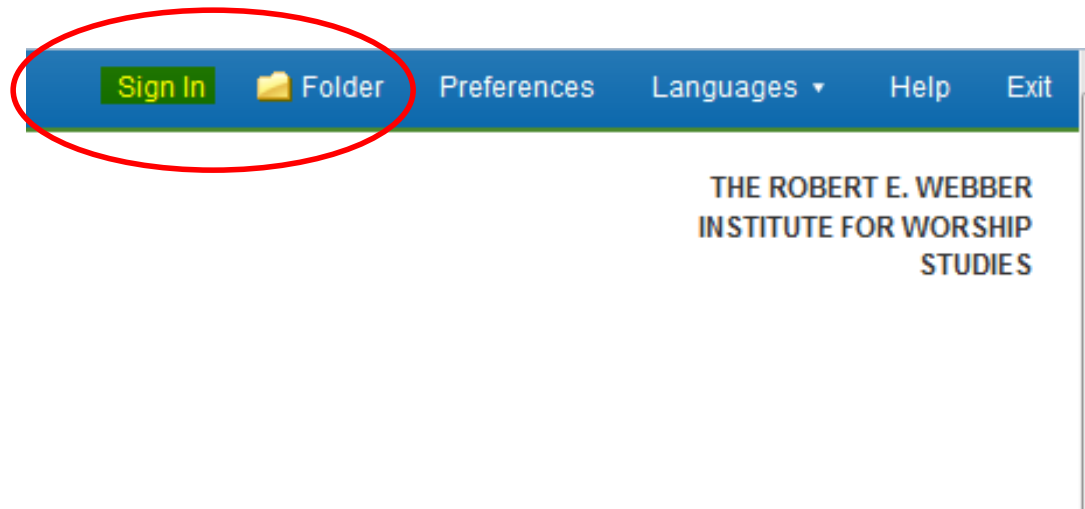 Sign In Folder Preferences Languages Help Exit
THE ROBERT E. WEBBER
INSTITUTE FOR WORSHIP
STUDIES